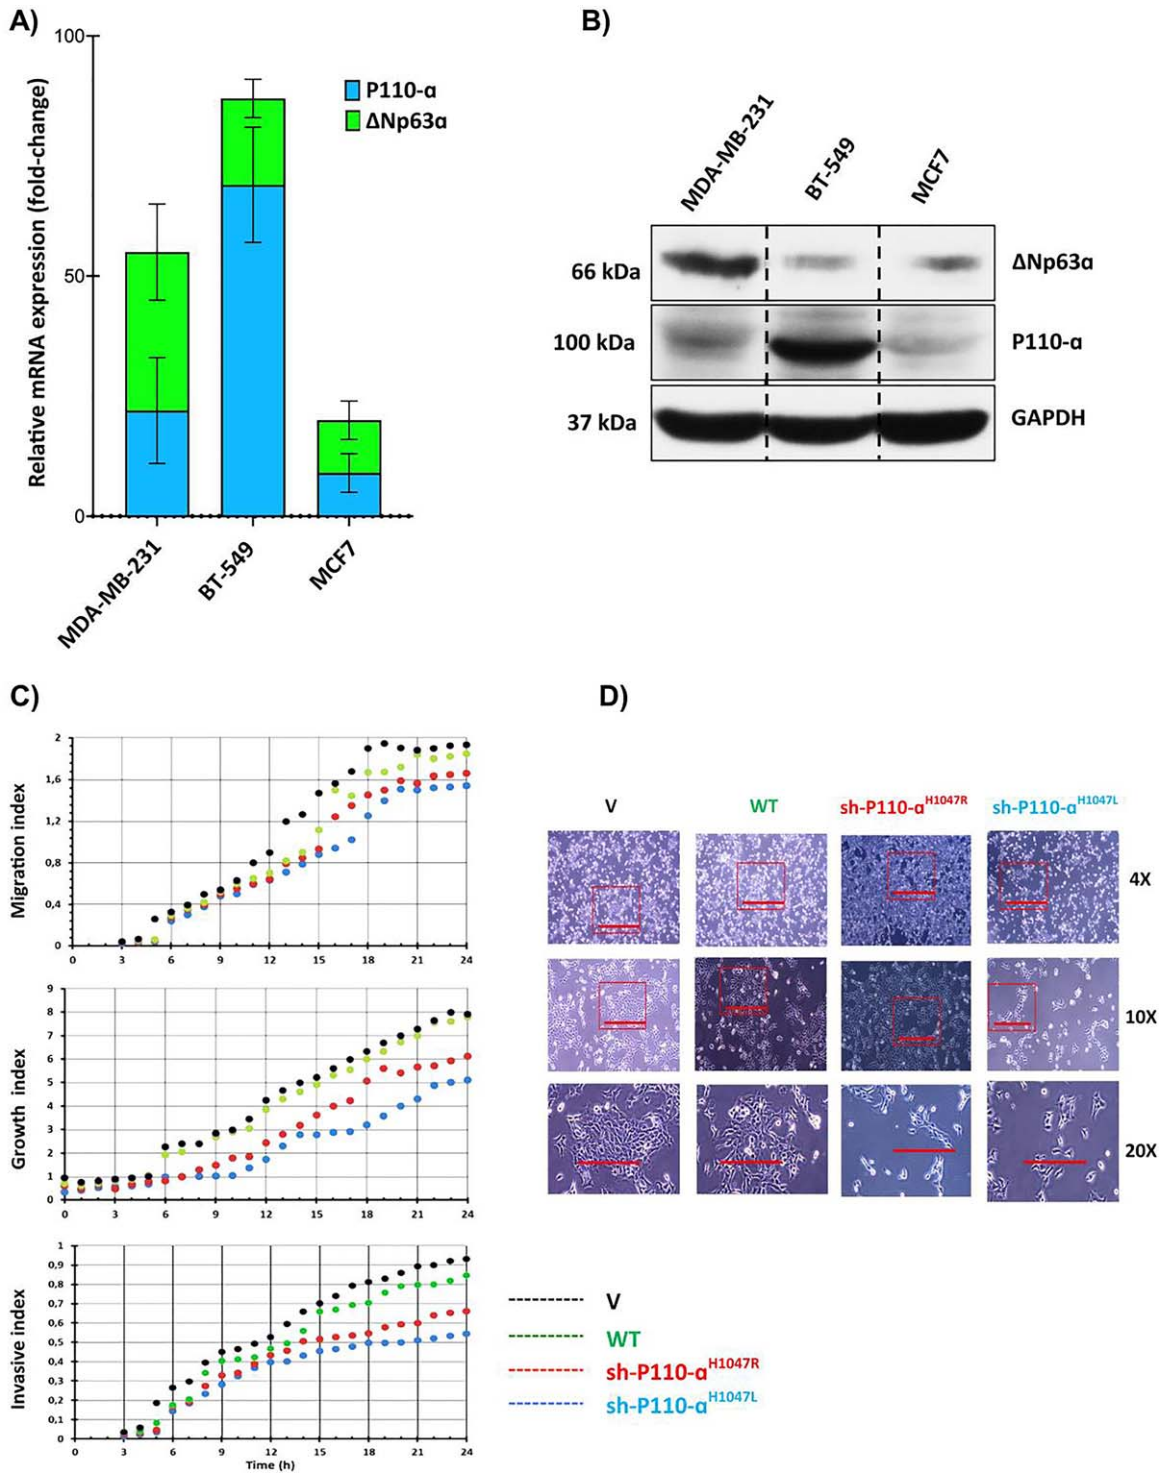 A)
100
50
0
Relative mRNA expression (fold-change)
P110-α
ΔNp63α
MDA-MB-231
BT-549
MCF7
B)
MDA-MB-231
BT-549
MCF7
66 kDa
ΔNp63α
100 kDa
P110-α
37 kDa
GAPDH
C)
Migration index
2
1,6
1,2
0,8
0,4
0
0 3 6 9 12 15 18 21 24
Growth index
9
8
7
6
5
4
3
2
1
0
0 3 6 9 12 15 18 21 24
Invasive index
1
0,9
0,8
0,7
0,6
0,5
0,4
0,3
0,2
0,1
0
0 3 6 9 12 15 18 21 24
Time (h)
D)
V WT sh-P110-α^H1047R sh-P110-α^H1047L
4X
10X
20X
V
WT
sh-P110-α^H1047R
sh-P110-α^H1047L